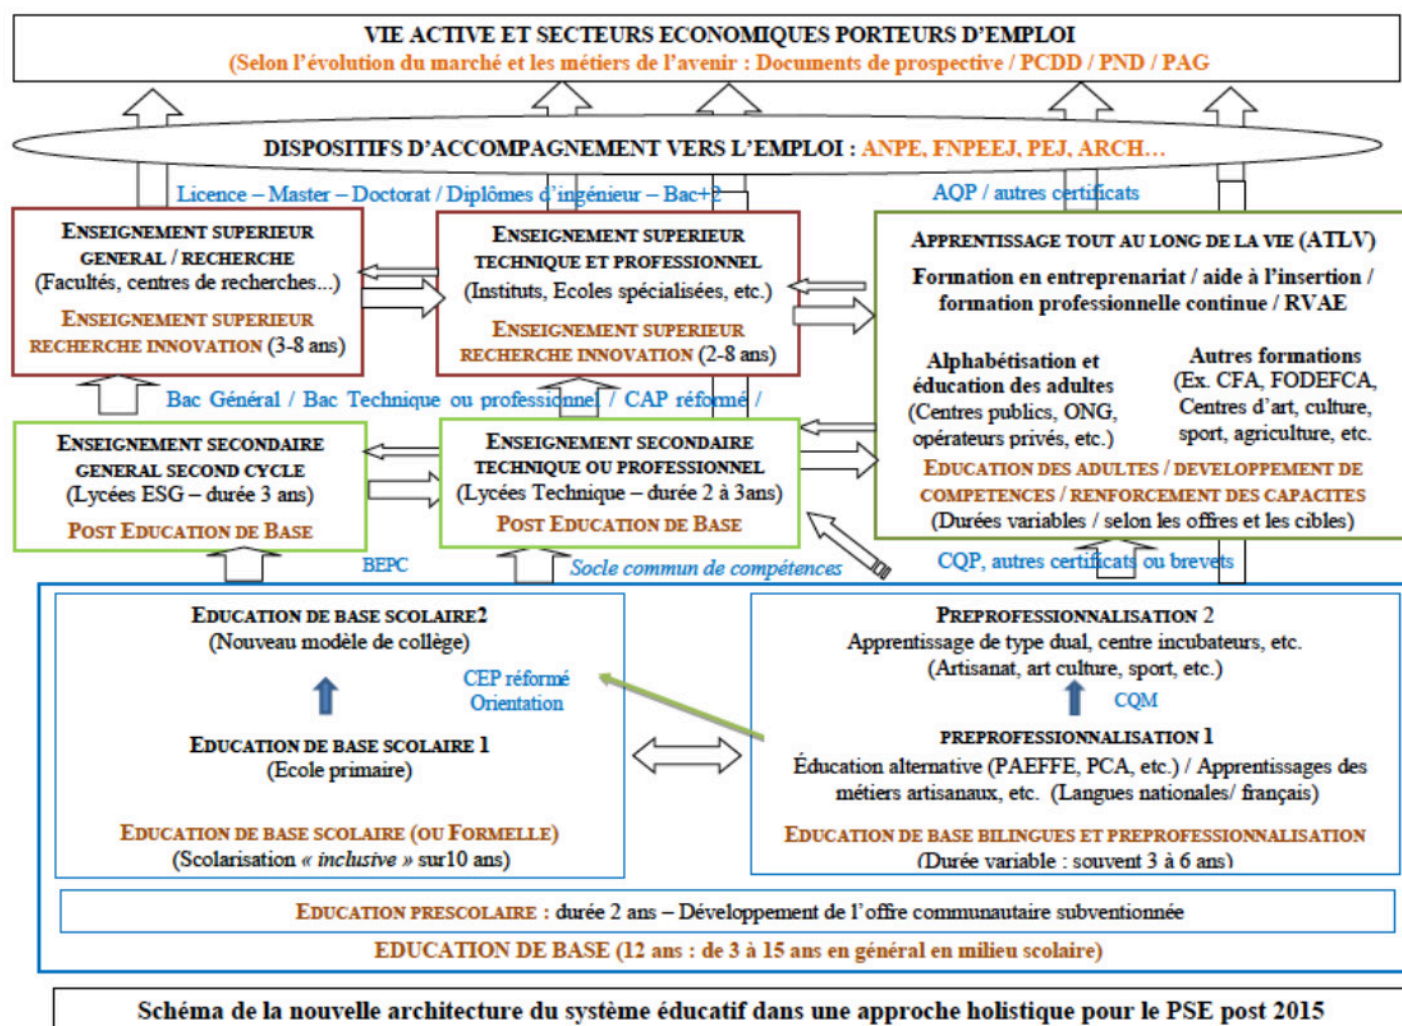 VIE ACTIVE ET SECTEURS ECONOMIQUES PORTEURS D’EMPLOI
(Selon l’évolution du marché et les métiers de l’avenir : Documents de prospective / PCDD / PND / PAG
DISPOSITIFS D’ACCOMPAGNEMENT VERS L’EMPLOI : ANPE, FNPEEJ, PEJ, ARCH…
Licence – Master – Doctorat / Diplômes d’ingénieur – Bac+2
AQP / autres certificats
ENSEIGNEMENT SUPERIEUR
GENERAL / RECHERCHE
(Facultés, centres de recherches...)
ENSEIGNEMENT SUPERIEUR
RECHERCHE INNOVATION (3-8 ans)
ENSEIGNEMENT SUPERIEUR
TECHNIQUE ET PROFESSIONNEL
(Instituts, Ecoles spécialisées, etc.)
ENSEIGNEMENT SUPERIEUR
RECHERCHE INNOVATION (2-8 ans)
APPRENTISSAGE TOUT AU LONG DE LA VIE (ATLV)
Formation en entreprenariat / aide à l’insertion /
formation professionnelle continue / RVAE
Alphabétisation et
éducation des adultes
(Centres publics, ONG,
opérateurs privés, etc.)
Autres formations
(Ex. CFA, FODEFCA,
Centres d’art, culture,
sport, agriculture, etc.
EDUCATION DES ADULTES / DEVELOPPEMENT DE
COMPETENCES / RENFORCEMENT DES CAPACITES
(Durées variables / selon les offres et les cibles)
Bac Général / Bac Technique ou professionnel / CAP réformé /
ENSEIGNEMENT SECONDAIRE
GENERAL SECOND CYCLE
(Lycées ESG – durée 3 ans)
POST EDUCATION DE BASE
ENSEIGNEMENT SECONDAIRE
TECHNIQUE OU PROFESSIONNEL
(Lycées Technique – durée 2 à 3ans)
POST EDUCATION DE BASE
BEPC
Socle commun de compétences
CQP, autres certificats ou brevets
EDUCATION DE BASE SCOLAIRE2
(Nouveau modèle de collège)
CEP réformé
Orientation
EDUCATION DE BASE SCOLAIRE 1
(Ecole primaire)
EDUCATION DE BASE SCOLAIRE (OU FORMELLE)
(Scolarisation « inclusive » sur10 ans)
PREPROFESSIONNALISATION 2
Apprentissage de type dual, centre incubateurs, etc.
(Artisanat, art culture, sport, etc.)
CQM
PREPROFESSIONNALISATION 1
Éducation alternative (PAEFFE, PCA, etc.) / Apprentissages des
métiers artisanaux, etc. (Langues nationales/ français)
EDUCATION DE BASE BILINGUES ET PREPROFESSIONNALISATION
(Durée variable : souvent 3 à 6 ans)
EDUCATION PRESCOLAIRE : durée 2 ans – Développement de l’offre communautaire subventionnée
EDUCATION DE BASE (12 ans : de 3 à 15 ans en général en milieu scolaire)
Schéma de la nouvelle architecture du système éducatif dans une approche holistique pour le PSE post 2015